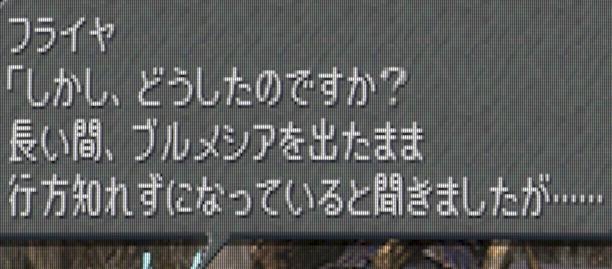 フライヤ
「しかし、どうしたのですか？
長い間、ブルメシアを出たまま
行方知れずになっていると聞きましたが……